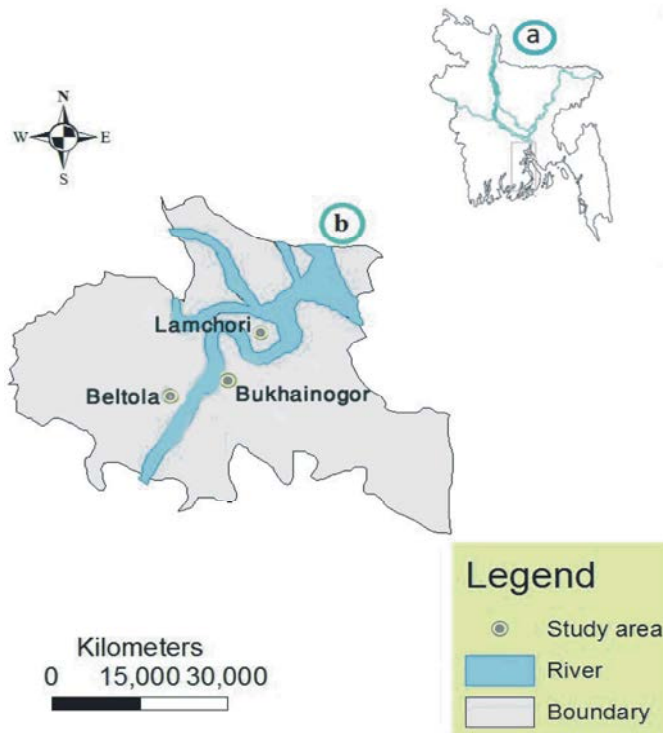 a
N
W E
S
b
Lamchori
Beltola
Bukhainogor
Legend
Study area
River
Boundary
Kilometers
0 15,000 30,000